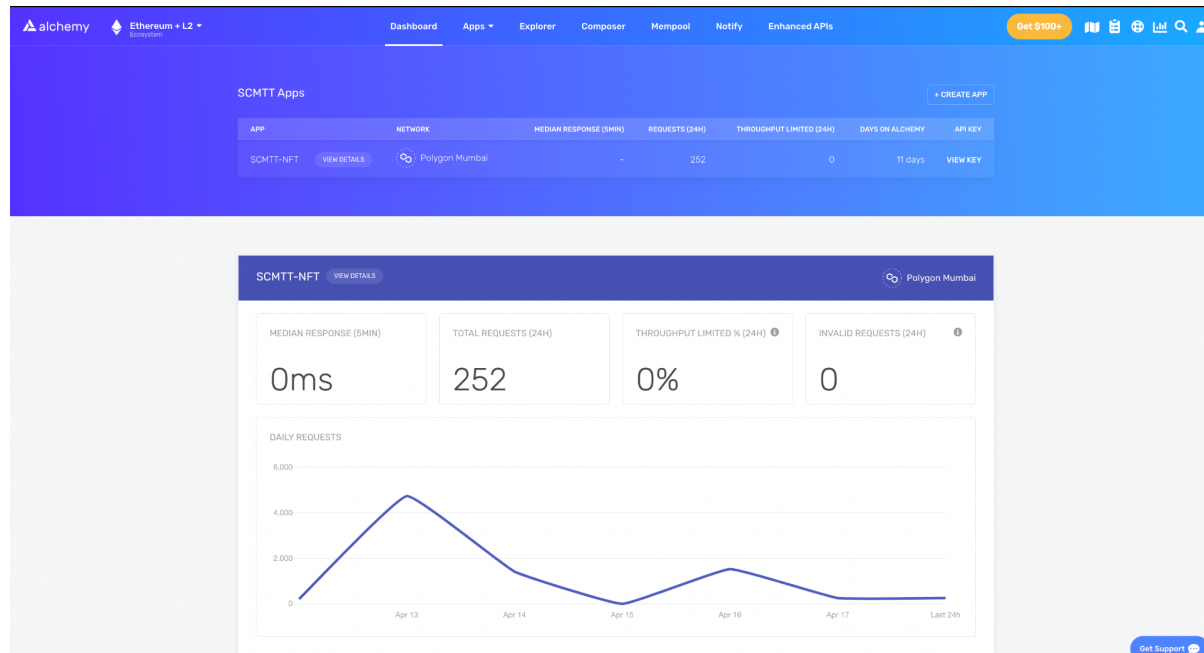 alchemy
Ethereum + L2
Ecosystem
Dashboard Apps Explorer Composer Mempool Notify Enhanced APIs
Get $100+
SCMTT Apps
+ CREATE APP
APP NETWORK MEDIAN RESPONSE (5MIN) REQUESTS (24H) THROUGHPUT LIMITED (24H) DAYS ON ALCHEMY API KEY
SCMTT-NFT VIEW DETAILS Polygon Mumbai - 252 0 11 days VIEW KEY
SCMTT-NFT VIEW DETAILS Polygon Mumbai
MEDIAN RESPONSE (5MIN) TOTAL REQUESTS (24H) THROUGHPUT LIMITED % (24H) INVALID REQUESTS (24H)
0ms 252 0% 0
DAILY REQUESTS
6,000
4,000
2,000
0
Apr 13 Apr 14 Apr 15 Apr 16 Apr 17 Last 24h
Get Support